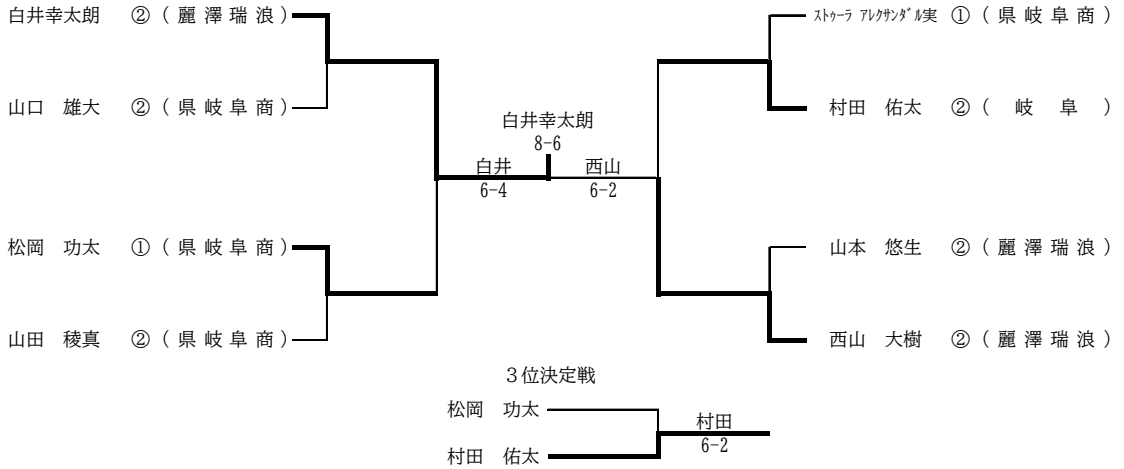 白井幸太朗 ② ( 麗 澤 瑞 浪 )
ストゥーラ アレクサンダル実 ① ( 県 岐 阜 商 )
山口 雄大 ② ( 県 岐 阜 商 )
村田 佑太 ② ( 岐 阜 )
白井幸太朗
8-6
白井
西山
6-4
6-2
松岡 功太 ① ( 県 岐 阜 商 )
山本 悠生 ② ( 麗 澤 瑞 浪 )
山田 稜真 ② ( 県 岐 阜 商 )
西山 大樹 ② ( 麗 澤 瑞 浪 )
３位決定戦
松岡 功太
村田
6-2
村田 佑太